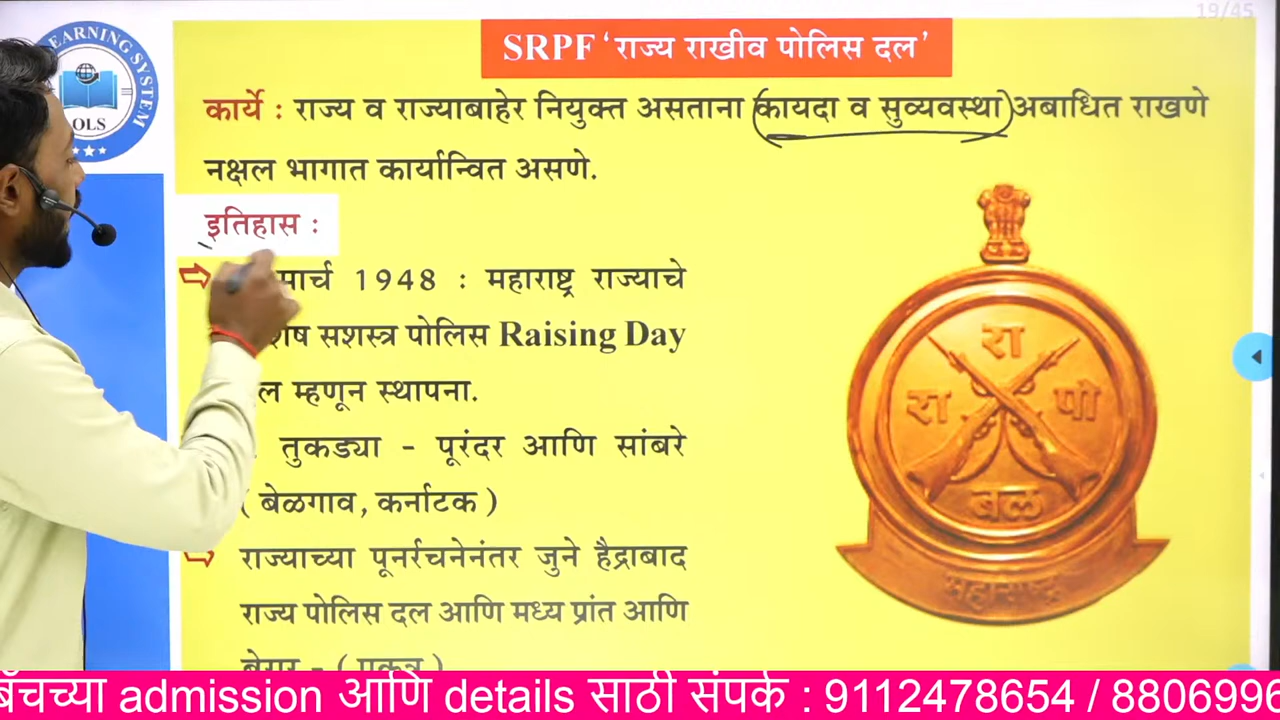 19/45
LEARNING SYSTEM
OLS
SRPF ‘राज्य राखीव पोलिस दल’
कार्ये : राज्य व राज्याबाहेर नियुक्त असताना (कायदा व सुव्यवस्था) अबाधित राखणे
नक्षल भागात कार्यान्वित असणे.
इतिहास :
मार्च 1948 : महाराष्ट्र राज्याचे
सशस्त्र पोलिस Raising Day
म्हणून स्थापना.
तुकड्या - पूरंदर आणि सांबरे
( बेळगाव, कर्नाटक )
राज्याच्या पूनर्रचनेनंतर जुने हैद्राबाद
राज्य पोलिस दल आणि मध्य प्रांत आणि
रा
रा पो
बल
महाराष्ट्र
बॅचच्या admission आणि details साठी संपर्क : 9112478654 / 8806996